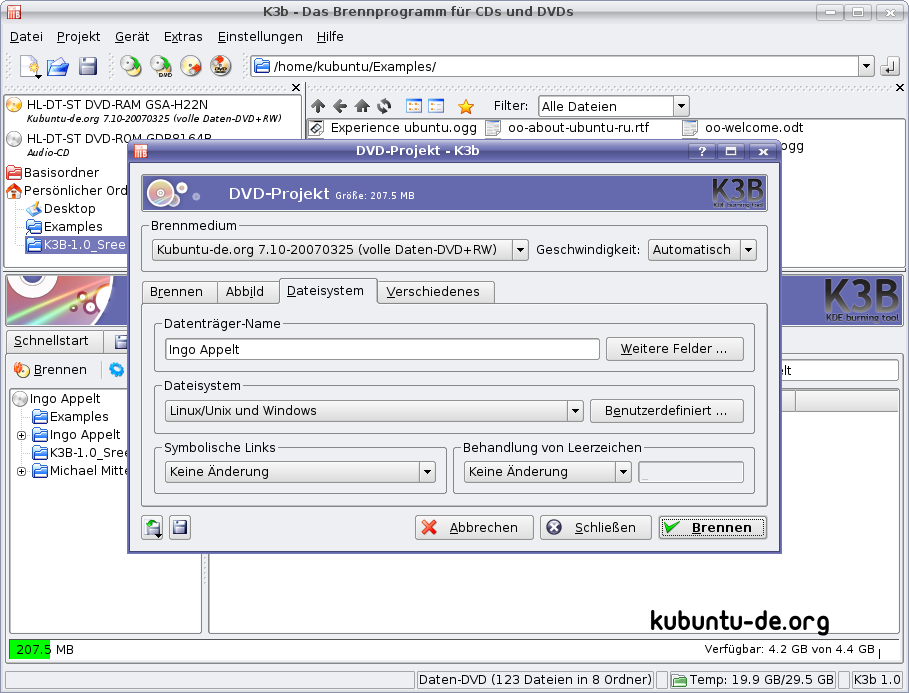 K3b - Das Brennprogramm für CDs und DVDs
Datei Projekt Gerät Extras Einstellungen Hilfe
DVD
/home/kubuntu/Examples/
HL-DT-ST DVD-RAM GSA-H22N
Kubuntu-de.org 7.10-20070325 (volle Daten-DVD+RW)
HL-DT-ST DVD-ROM GDR8164B
Audio-CD
Basisordner
Persönlicher Ord
Desktop
Examples
K3B-1.0_Sree
Filter: Alle Dateien
Experience ubuntu.ogg oo-about-ubuntu-ru.rtf oo-welcome.odt
ogg
DVD-Projekt - K3b
DVD-Projekt Größe: 207.5 MB
K3B
KDE burning tool
Brennmedium
Kubuntu-de.org 7.10-20070325 (volle Daten-DVD+RW) Geschwindigkeit: Automatisch
Brennen Abbild Dateisystem Verschiedenes
Datenträger-Name
Ingo Appelt Weitere Felder ...
Dateisystem
Linux/Unix und Windows Benutzerdefiniert ...
Symbolische Links Behandlung von Leerzeichen
Keine Änderung Keine Änderung _
Abbrechen Schließen Brennen
K3B
KDE burning tool
Schnellstart
Brennen
elt
Ingo Appelt
Examples
Ingo Appelt
K3B-1.0_Sree
Michael Mitte
kubuntu-de.org
207.5 MB Verfügbar: 4.2 GB von 4.4 GB
Daten-DVD (123 Dateien in 8 Ordner) Temp: 19.9 GB/29.5 GB K3b 1.0